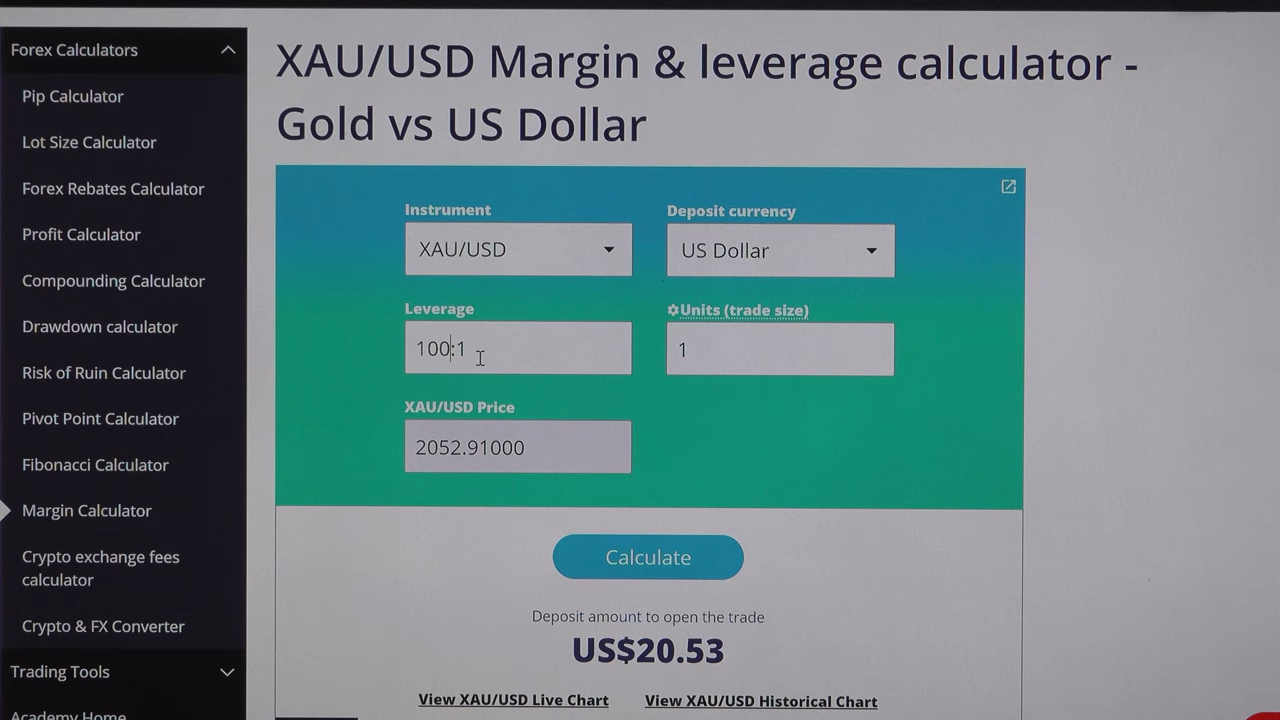 Forex Calculators
Pip Calculator
Lot Size Calculator
Forex Rebates Calculator
Profit Calculator
Compounding Calculator
Drawdown calculator
Risk of Ruin Calculator
Pivot Point Calculator
Fibonacci Calculator
Margin Calculator
Crypto exchange fees
calculator
Crypto & FX Converter
Trading Tools
Academy Home
XAU/USD Margin & leverage calculator -
Gold vs US Dollar
Instrument
Deposit currency
XAU/USD
US Dollar
Leverage
Units (trade size)
100:1
1
XAU/USD Price
2052.91000
Calculate
Deposit amount to open the trade
US$20.53
View XAU/USD Live Chart
View XAU/USD Historical Chart